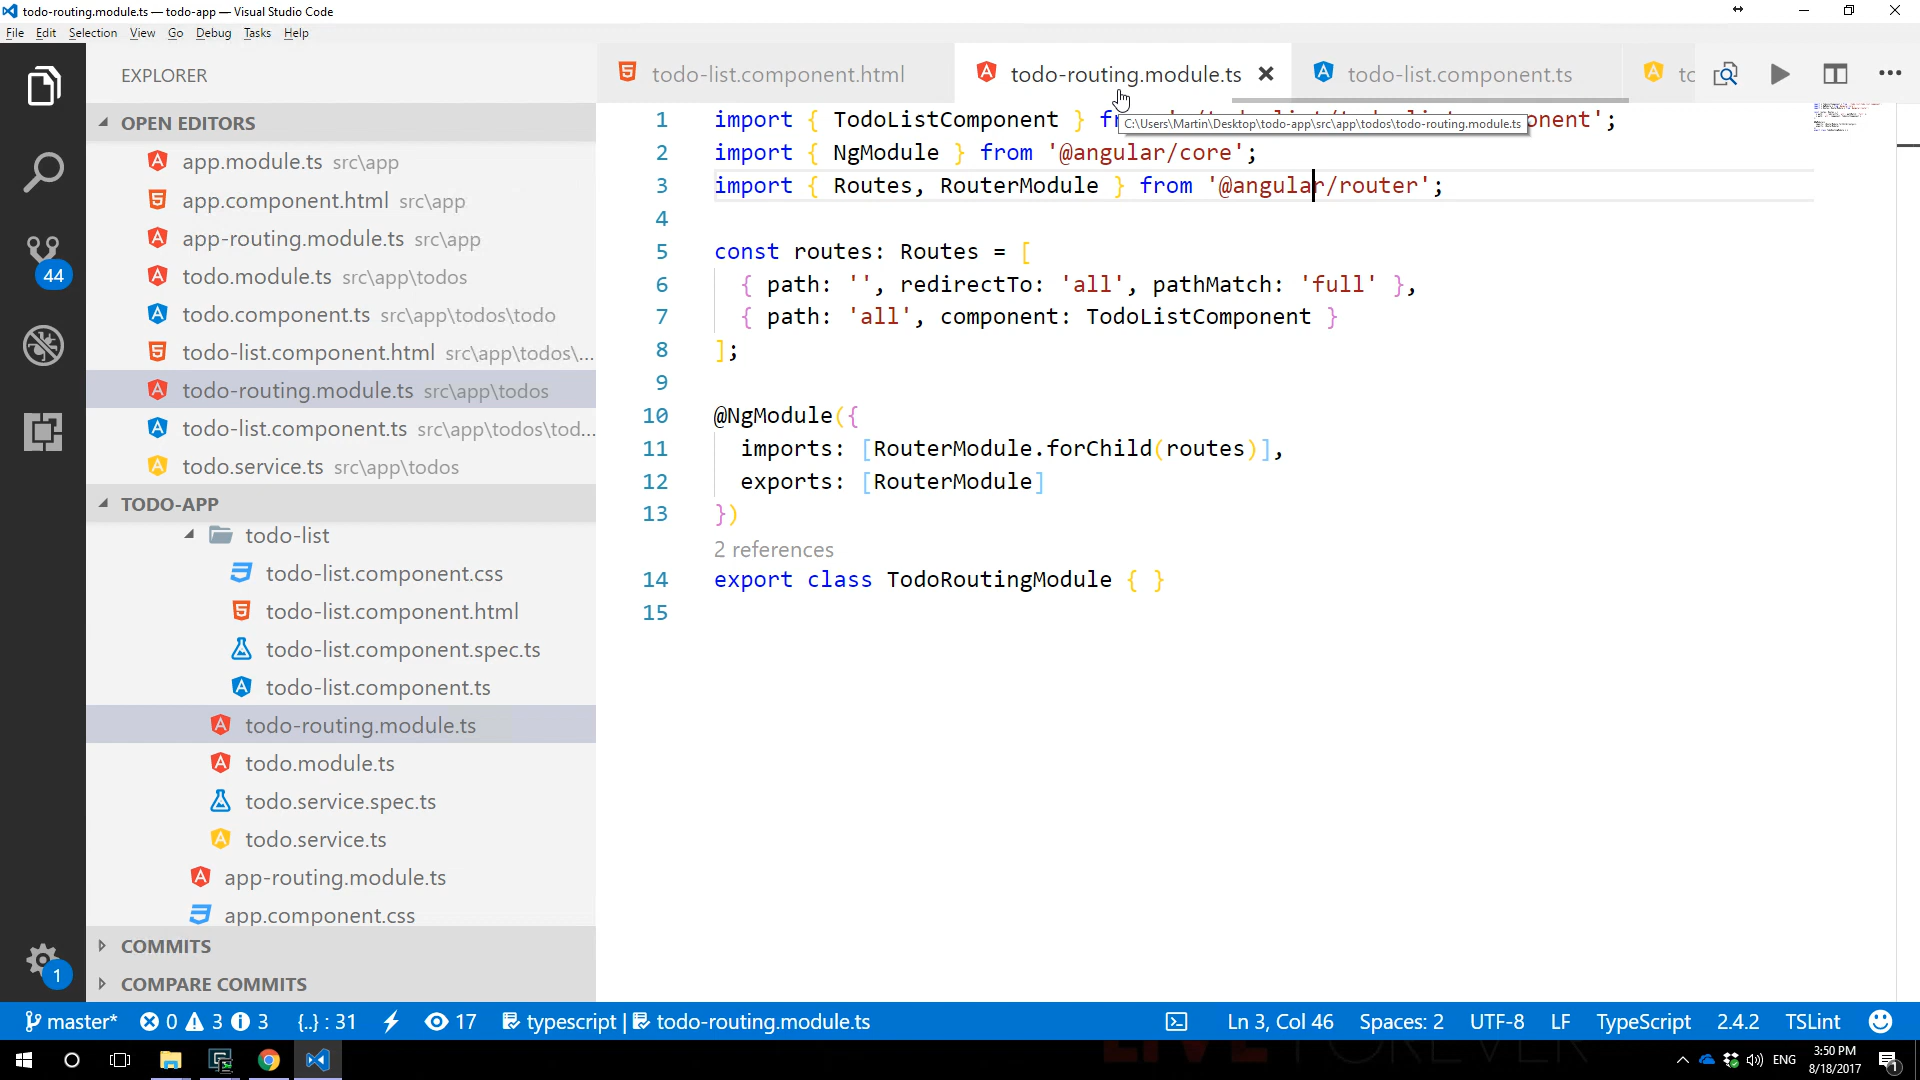 todo-routing.module.ts — todo-app — Visual Studio Code
File Edit Selection View Go Debug Tasks Help
EXPLORER
OPEN EDITORS
app.module.ts src\app
app.component.html src\app
app-routing.module.ts src\app
todo.module.ts src\app\todos
todo.component.ts src\app\todos\todo
todo-list.component.html src\app\todos\...
todo-routing.module.ts src\app\todos
todo-list.component.ts src\app\todos\tod...
todo.service.ts src\app\todos
TODO-APP
todo-list
todo-list.component.css
todo-list.component.html
todo-list.component.spec.ts
todo-list.component.ts
todo-routing.module.ts
todo.module.ts
todo.service.spec.ts
todo.service.ts
app-routing.module.ts
app.component.css
COMMITS
COMPARE COMMITS
44
1
todo-list.component.html
todo-routing.module.ts
todo-list.component.ts
C:\Users\Martin\Desktop\todo-app\src\app\todos\todo-routing.module.ts
1 import { TodoListComponent } fr ponent';
2 import { NgModule } from '@angular/core';
3 import { Routes, RouterModule } from '@angular/router';
4
5 const routes: Routes = [
6 { path: '', redirectTo: 'all', pathMatch: 'full' },
7 { path: 'all', component: TodoListComponent }
8 ];
9
10 @NgModule({
11 imports: [RouterModule.forChild(routes)],
12 exports: [RouterModule]
13 })
2 references
14 export class TodoRoutingModule { }
15
master* 0 3 3 {..} : 31 17 typescript | todo-routing.module.ts
Ln 3, Col 46 Spaces: 2 UTF-8 LF TypeScript 2.4.2 TSLint
ENG
3:50 PM
8/18/2017
1